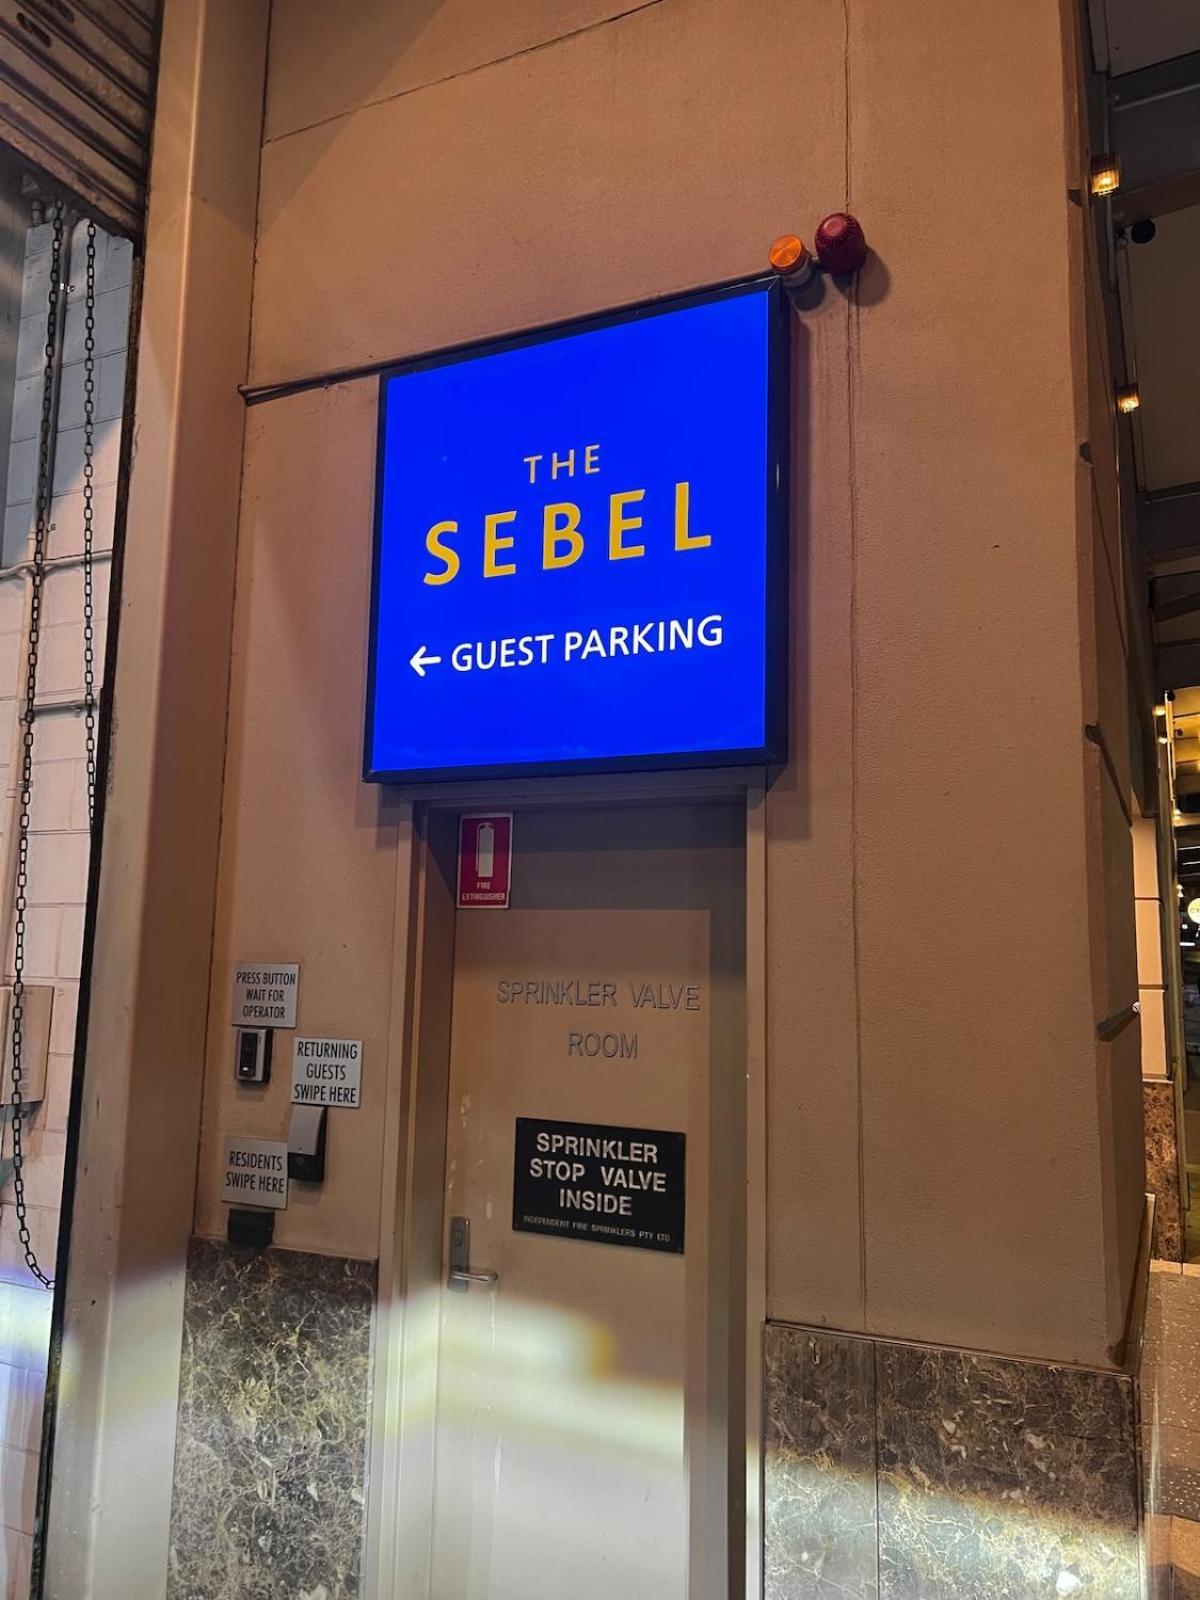 THE
SEBEL
← GUEST PARKING
FIRE
EXTINGUISHER
SPRINKLER VALVE
ROOM
PRESS BUTTON
WAIT FOR
OPERATOR
RETURNING
GUESTS
SWIPE HERE
RESIDENTS
SWIPE HERE
SPRINKLER
STOP VALVE
INSIDE
INDEPENDENT FIRE SPRINKLERS PTY LTD